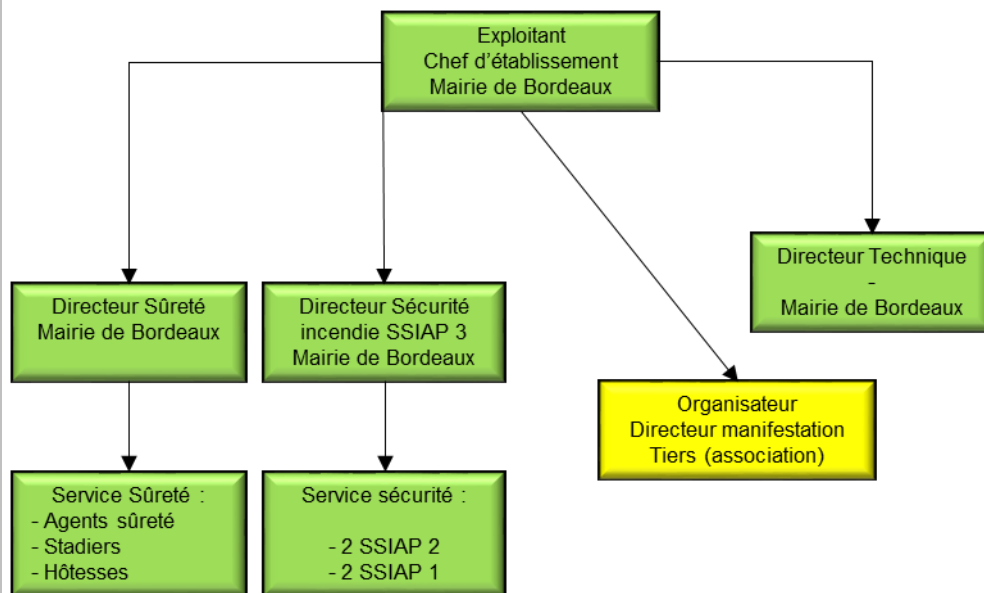 Exploitant
Chef d'établissement
Mairie de Bordeaux
Directeur Technique
-
Mairie de Bordeaux
Directeur Sûreté
Mairie de Bordeaux
Directeur Sécurité
incendie SSIAP 3
Mairie de Bordeaux
Organisateur
Directeur manifestation
Tiers (association)
Service Sûreté :
- Agents sûreté
- Stadiers
- Hôtesses
Service sécurité :
- 2 SSIAP 2
- 2 SSIAP 1